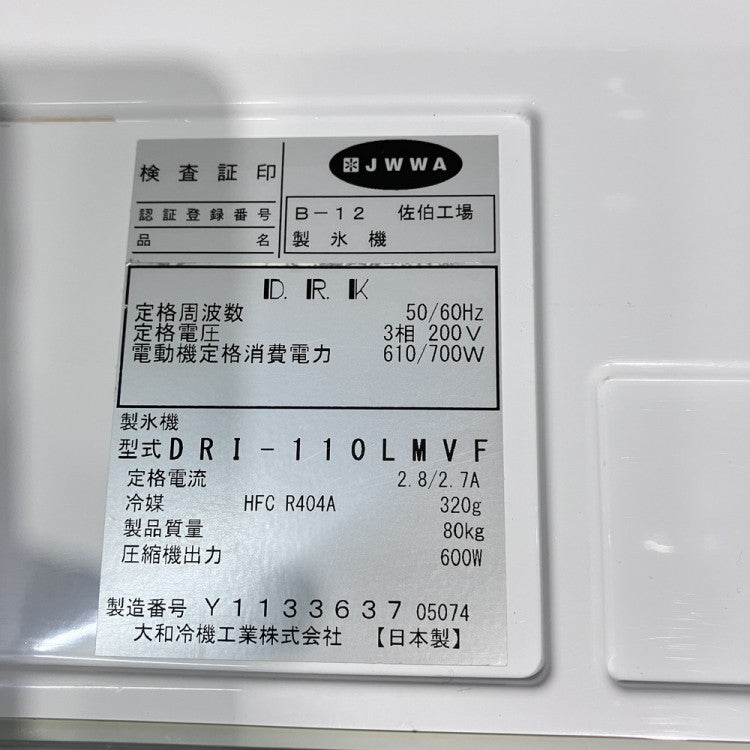 検査証印
JWWA
認証登録番号 B-12 佐伯工場
品名 製氷機
D.R.K
定格周波数 50/60Hz
定格電圧 3相 200V
電動機定格消費電力 610/700W
製氷機
型式 DRI-110LMVF
定格電流 2.8/2.7A
冷媒 HFC R404A 320g
製品質量 80kg
圧縮機出力 600W
製造番号 Y1133637 05074
大和冷機工業株式会社 【日本製】